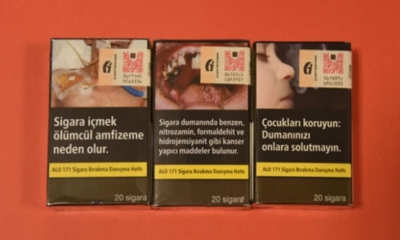 Sigara içmek
ölümcül amfizeme
neden olur.
ALO 171 Sigara Bırakma Danışma Hattı
20 sigara
Sigara dumanında benzen,
nitrozamin, formaldehit ve
hidrojensiyanit gibi kanser
yapıcı maddeler bulunur.
ALO 171 Sigara Bırakma Danışma Hattı
20 sigara
Çocukları koruyun:
Dumanınızı
onlara solutmayın.
ALO 171 Sigara Bırakma Danışma Hattı
20 sigara